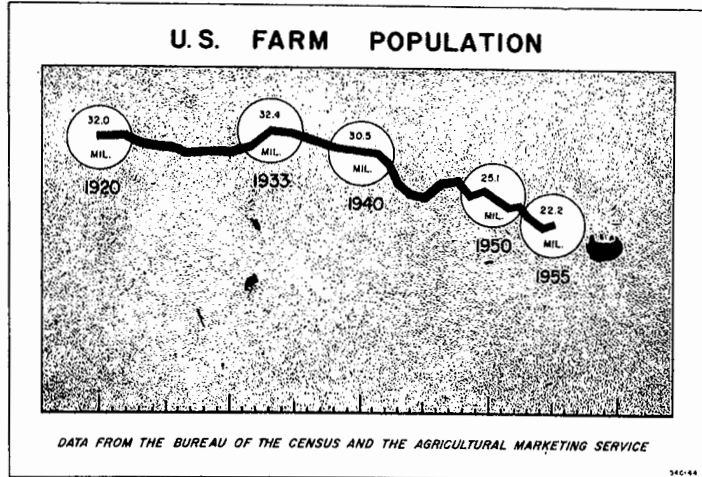 U.S. FARM POPULATION
32.0
MIL.
1920
32.4
MIL.
1933
30.5
MIL.
1940
25.1
MIL.
1950
22.2
MIL.
1955
DATA FROM THE BUREAU OF THE CENSUS AND THE AGRICULTURAL MARKETING SERVICE